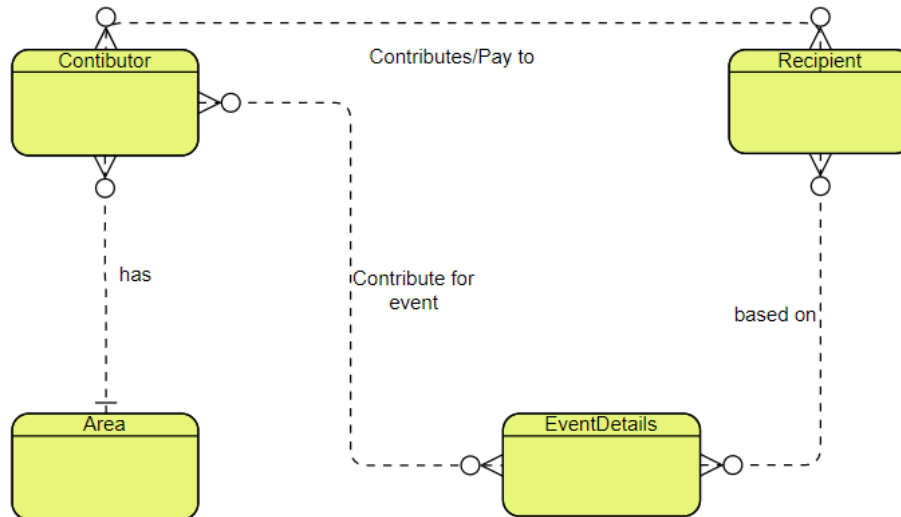 Contibutor
Recipient
Contributes/Pay to
has
Contribute for
event
based on
Area
EventDetails